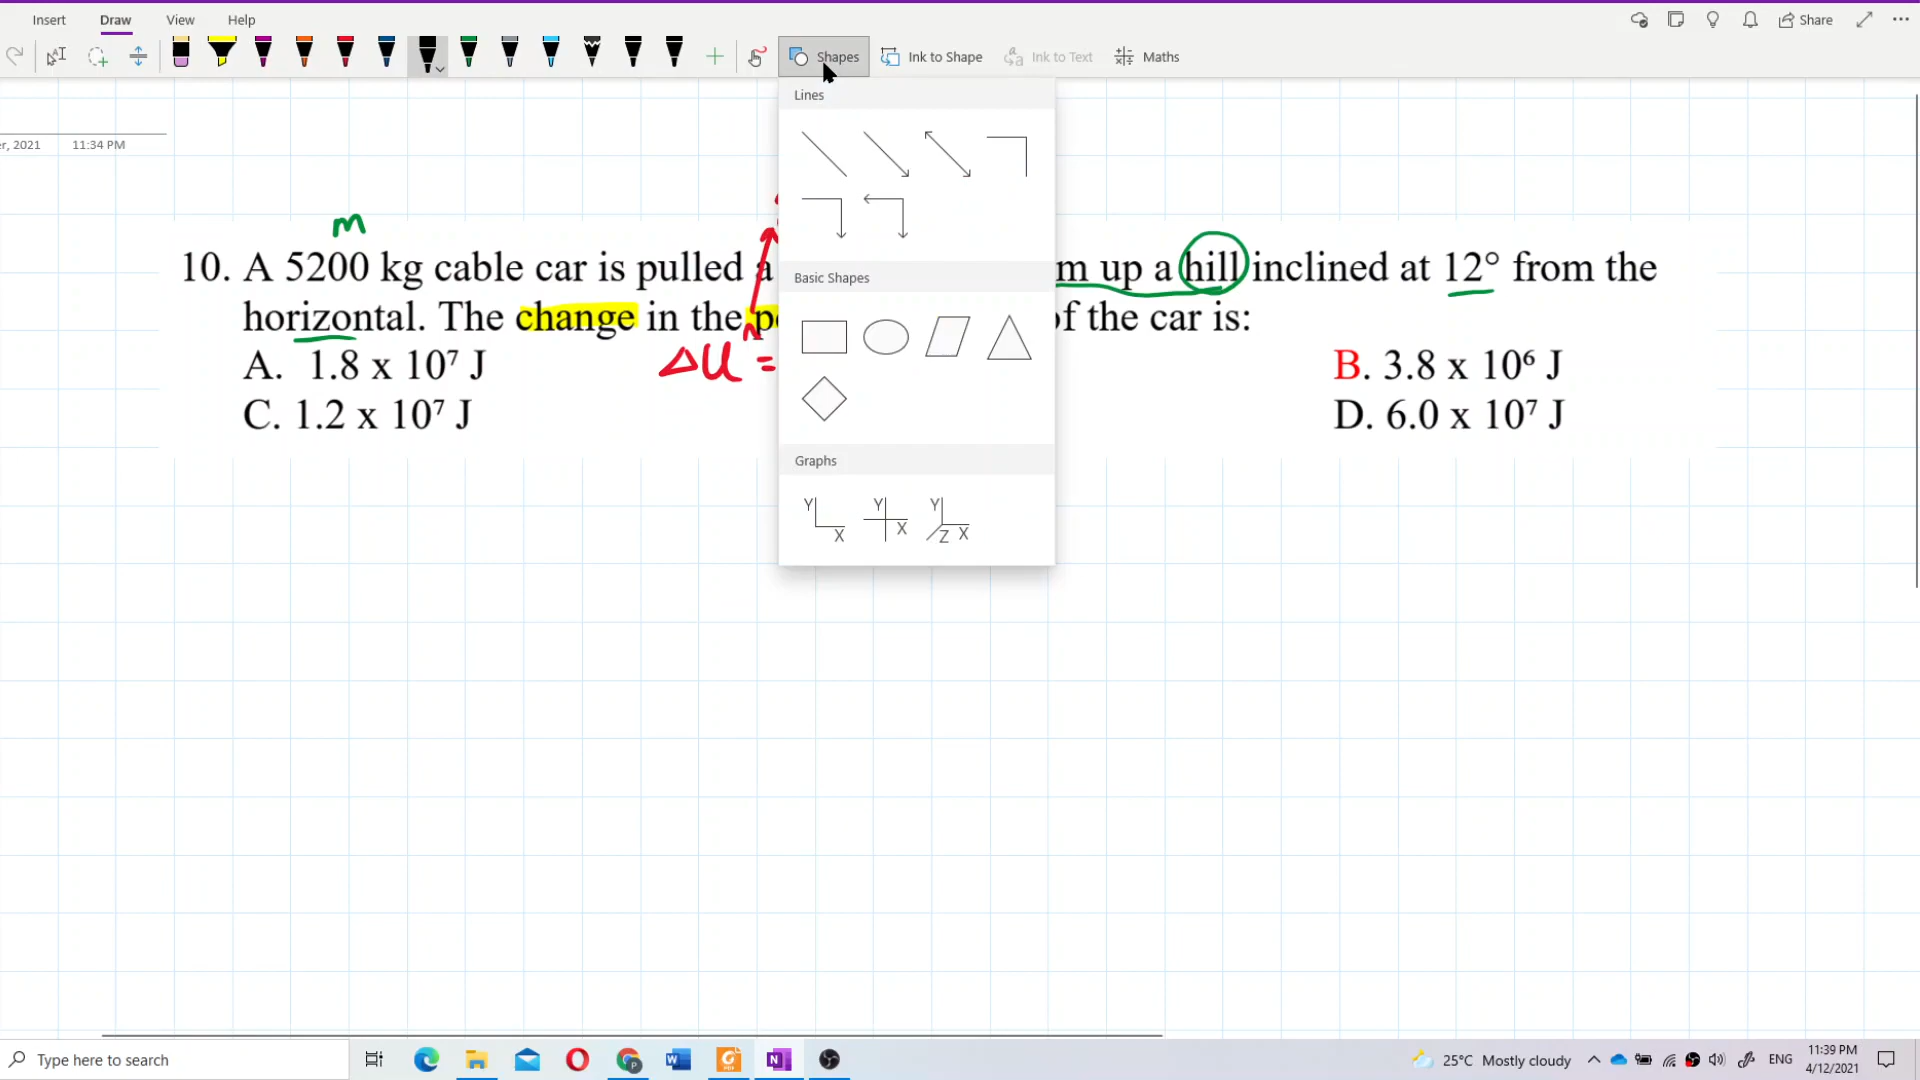 Insert Draw View Help Share
Shapes Ink to Shape Ink to Text Maths
Lines
er, 2021 11:34 PM
m
10. A 5200 kg cable car is pulled m up a hill inclined at 12° from the
Basic Shapes
horizontal. The change in the of the car is:
ΔU =
A. 1.8 x 10⁷ J B. 3.8 x 10⁶ J
C. 1.2 x 10⁷ J D. 6.0 x 10⁷ J
Graphs
Y X Y X Y Z X
Type here to search 25°C Mostly cloudy ENG 11:39 PM
4/12/2021